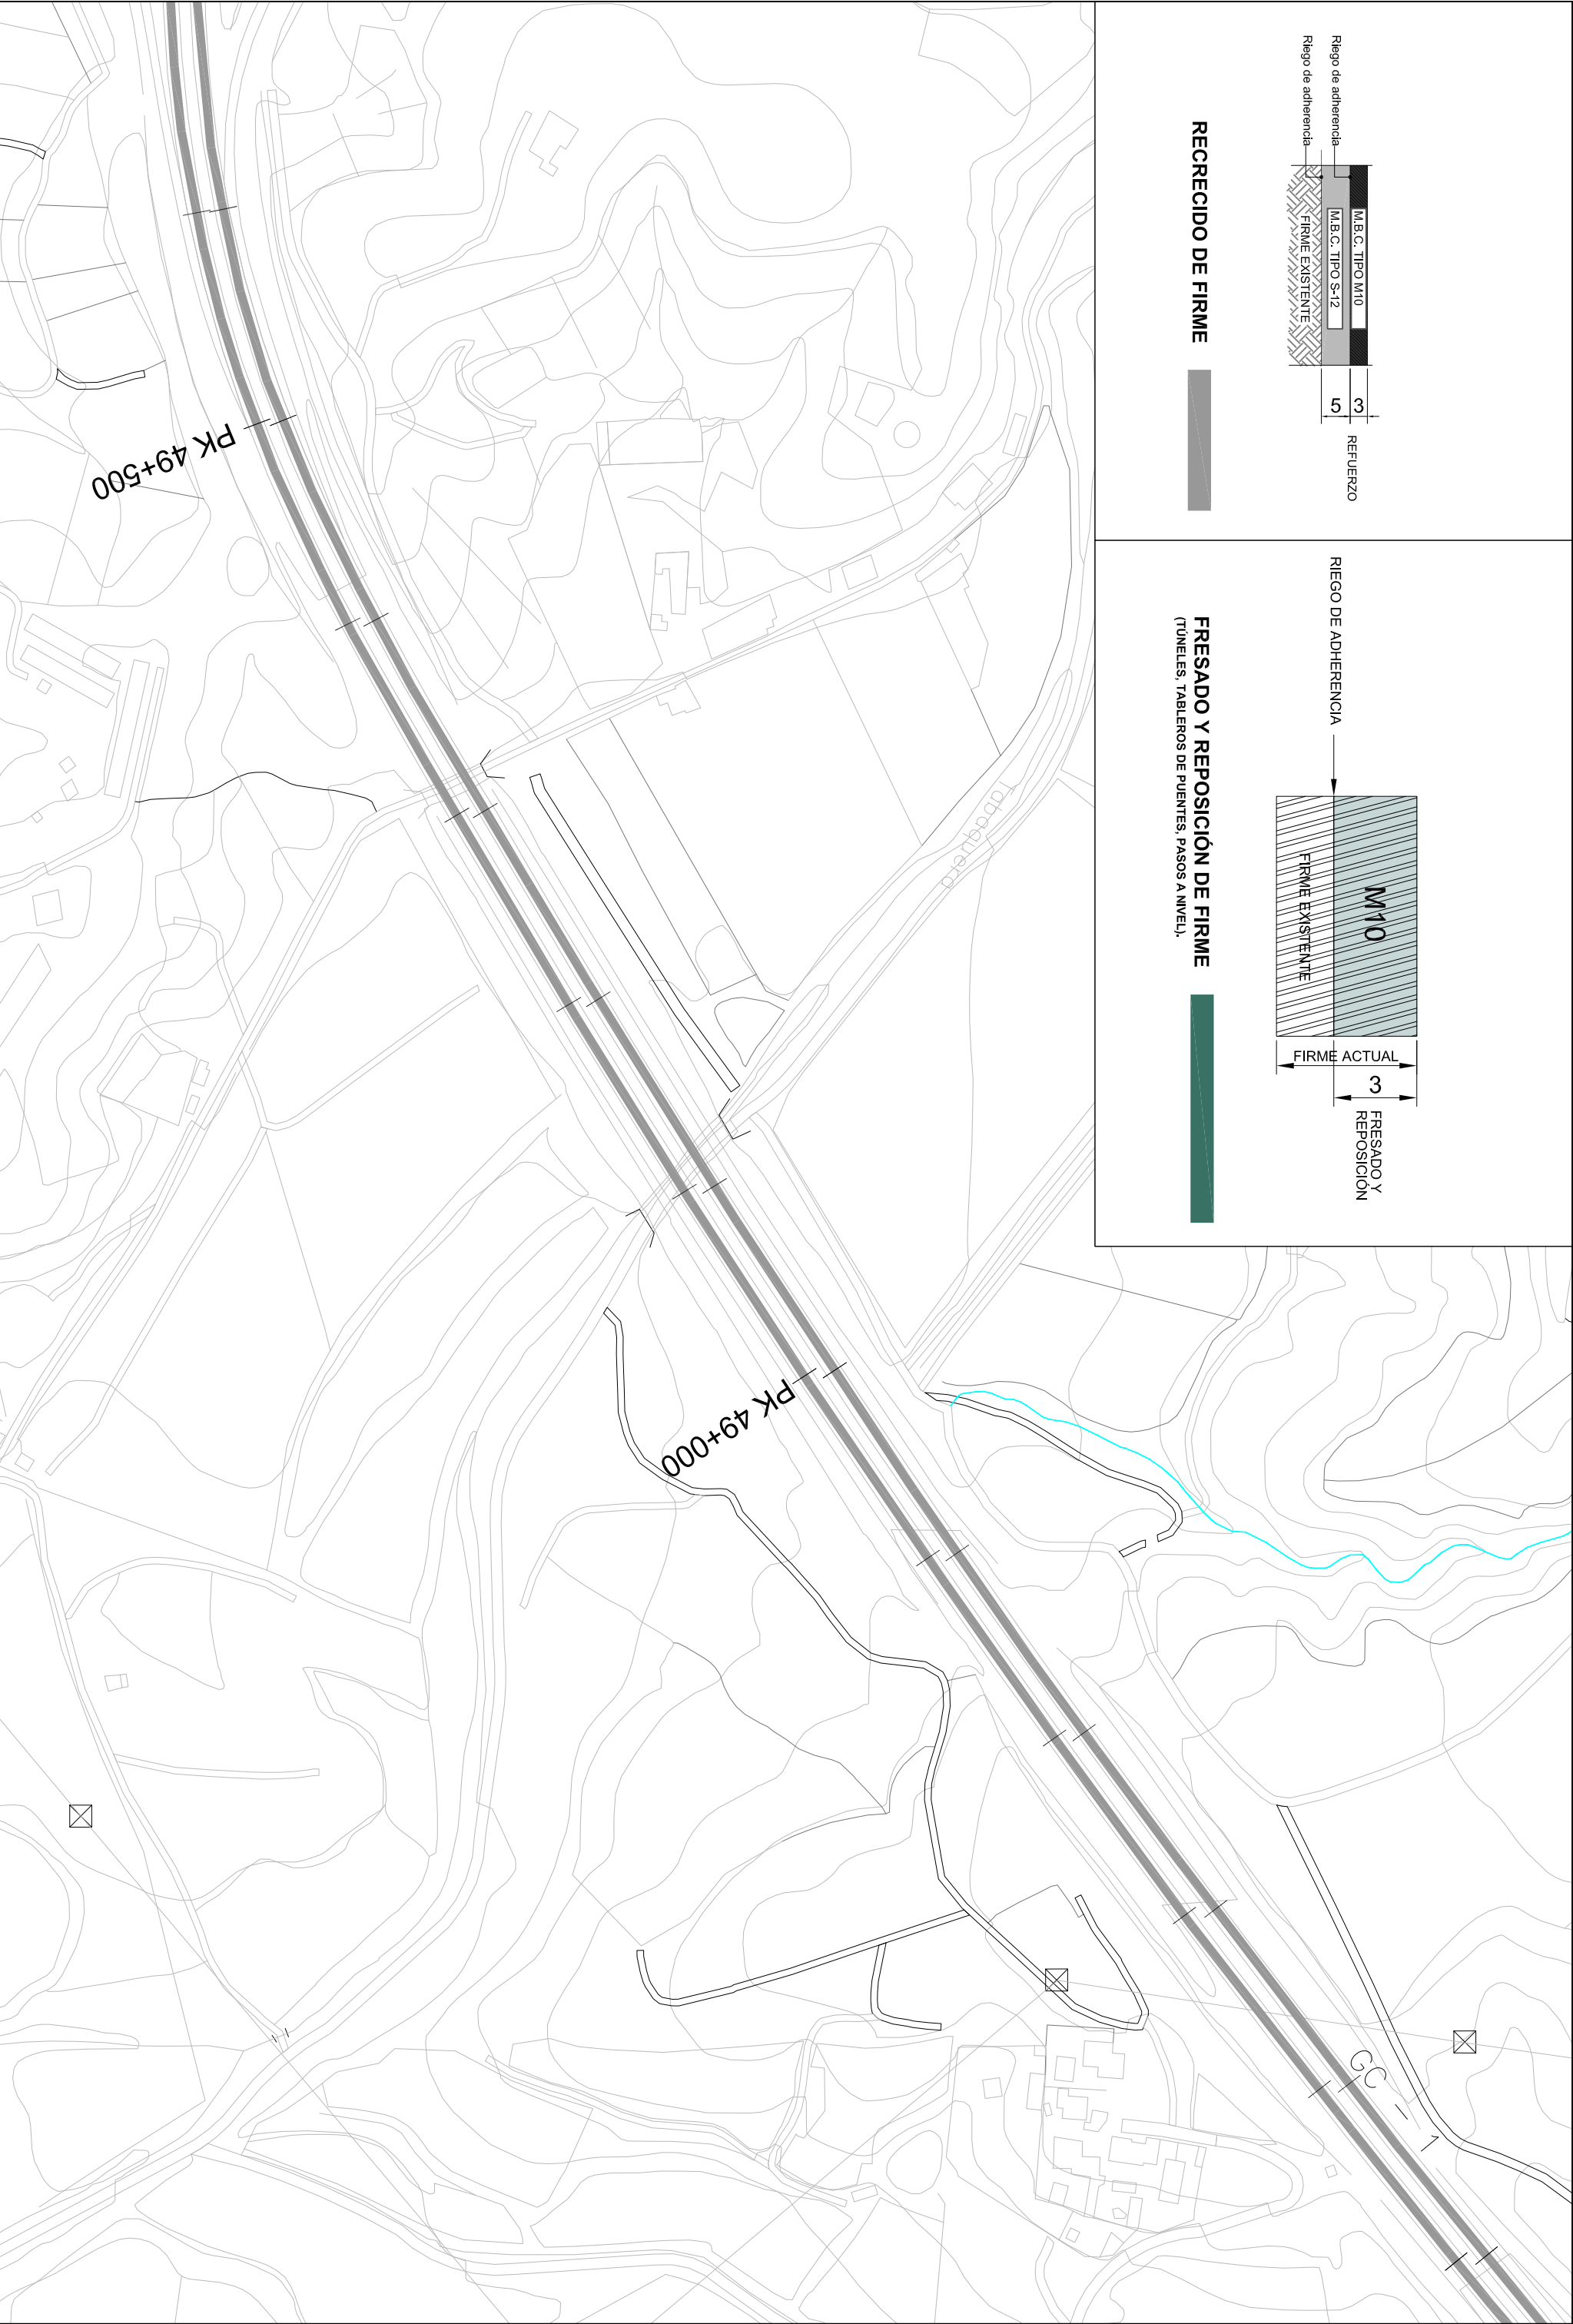 Riego de adherencia
Riego de adherencia
M.B.C. TIPO M10
M.B.C. TIPO S-12
FIRME EXISTENTE
3
5
REFUERZO
RECRECIDO DE FIRME
RIEGO DE ADHERENCIA
M10
FIRME EXISTENTE
FIRME ACTUAL
3
FRESADO Y
REPOSICIÓN
FRESADO Y REPOSICIÓN DE FIRME
(TÚNELES, TABLEROS DE PUENTES, PASOS A NIVEL).
PK 49+500
PK 49+000
GC - 1